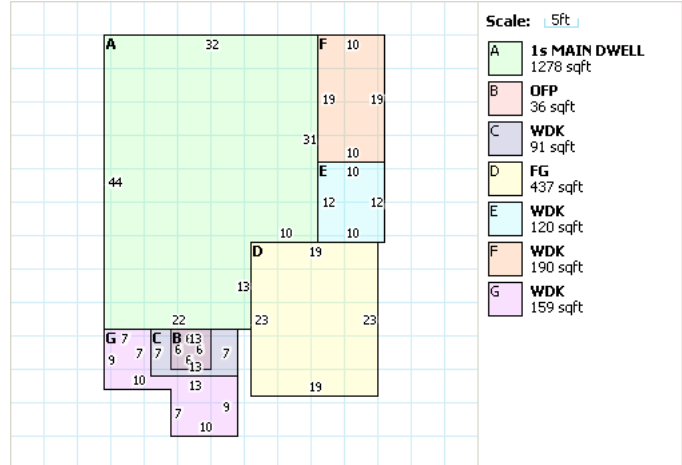 Scale: 5ft
A 1s MAIN DWELL
1278 sqft
B OFP
36 sqft
C WDK
91 sqft
D FG
437 sqft
E WDK
120 sqft
F WDK
190 sqft
G WDK
159 sqft
A 32 F 10
19 19
31
10
44 E 10
12 12
10 10
D 19
13
22 23 23
G 7 C B 6 13
9 7 7 6 6 7
6
13
10 13
19
7 9
10